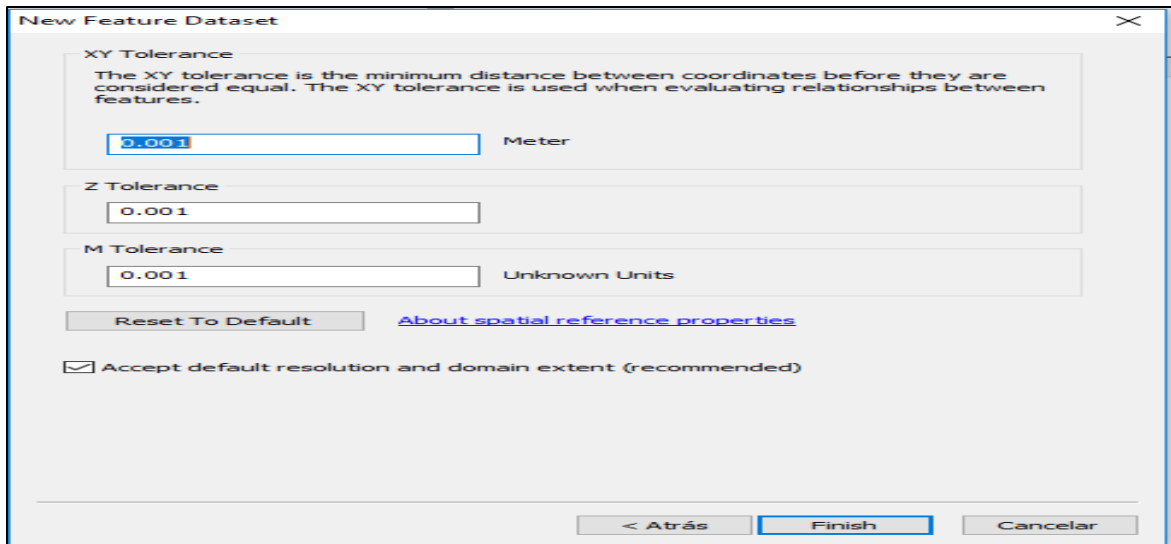 New Feature Dataset
XY Tolerance
The XY tolerance is the minimum distance between coordinates before they are
considered equal. The XY tolerance is used when evaluating relationships between
features.
0.001 Meter
Z Tolerance
0.001
M Tolerance
0.001 Unknown Units
Reset To Default About spatial reference properties
Accept default resolution and domain extent (recommended)
< Atrás Finish Cancelar